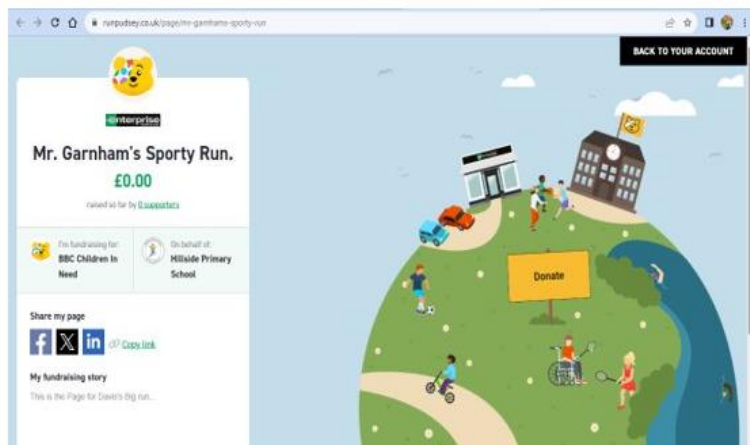 runpudsey.co.uk/page/mr-garnhams-sporty-run
BACK TO YOUR ACCOUNT
enterprise
Mr. Garnham's Sporty Run.
£0.00
raised so far by 0 supporters
I'm fundraising for:
BBC Children In
Need
On behalf of:
Hillside Primary
School
Share my page
Copy link
My fundraising story
This is the Page for Davie's Big run...
Donate